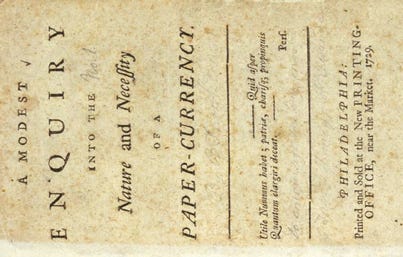 A MODEST
ENQUIRY
INTO THE
Nature and Neceſſity
OF A
PAPER-CURRENCY.
Quid aſper
Utile Nummus habet ; patriæ, chariſq; propinquis
Quantum elargiri deceat.
Perſ.
PHILADELPHIA:
Printed and Sold at the New PRINTING-
OFFICE, near the Market. 1729.